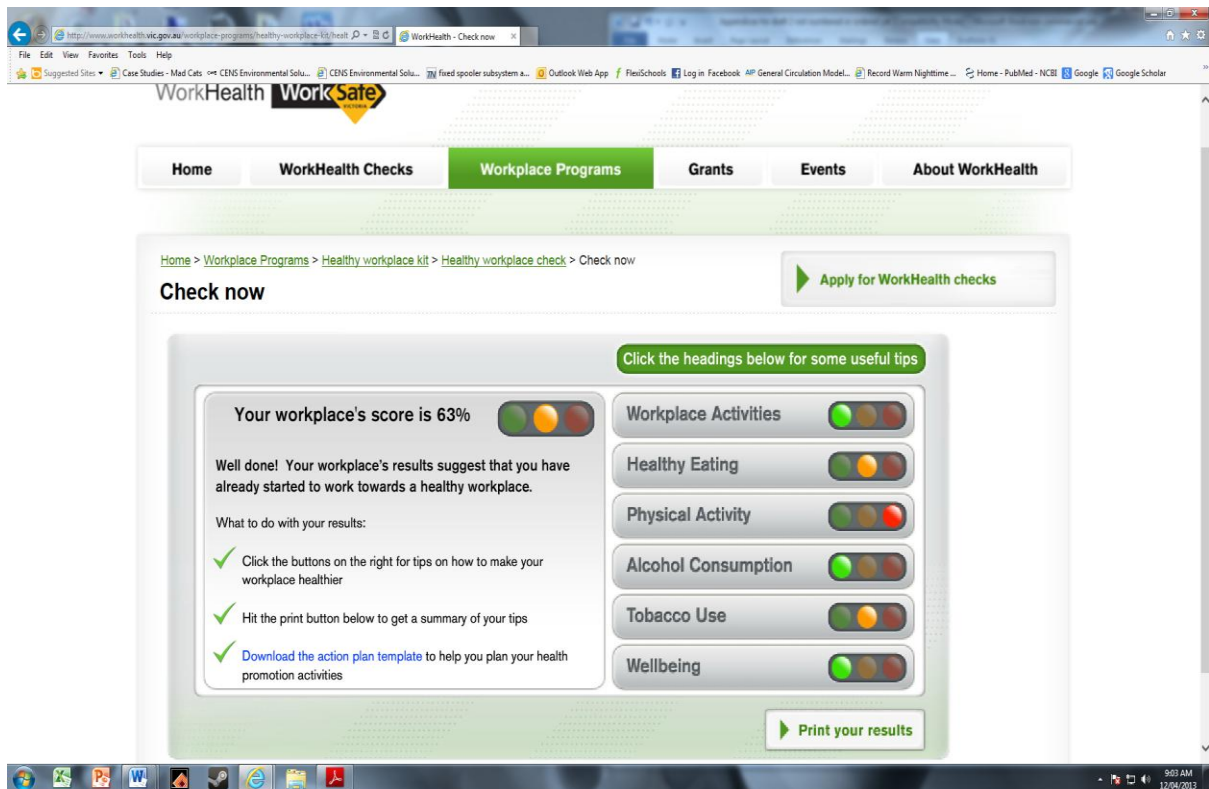 http://www.workhealth.vic.gov.au/workplace-programs/healthy-workplace-kit/healt
WorkHealth - Check now
File Edit View Favorites Tools Help
Suggested Sites Case Studies - Mad Cats CENS Environmental Solu... CENS Environmental Solu... fixed spooler subsystem a... Outlook Web App FlexiSchools Log in Facebook AIP General Circulation Model... Record Warm Nighttime ... Home - PubMed - NCBI Google Google Scholar
WorkHealth WorkSafe
VICTORIA
Home WorkHealth Checks Workplace Programs Grants Events About WorkHealth
Home > Workplace Programs > Healthy workplace kit > Healthy workplace check > Check now
Apply for WorkHealth checks
Check now
Click the headings below for some useful tips
Your workplace's score is 63%
Well done! Your workplace's results suggest that you have
already started to work towards a healthy workplace.
What to do with your results:
Click the buttons on the right for tips on how to make your
workplace healthier
Hit the print button below to get a summary of your tips
Download the action plan template to help you plan your health
promotion activities
Workplace Activities
Healthy Eating
Physical Activity
Alcohol Consumption
Tobacco Use
Wellbeing
Print your results
9:03 AM
12/04/2013